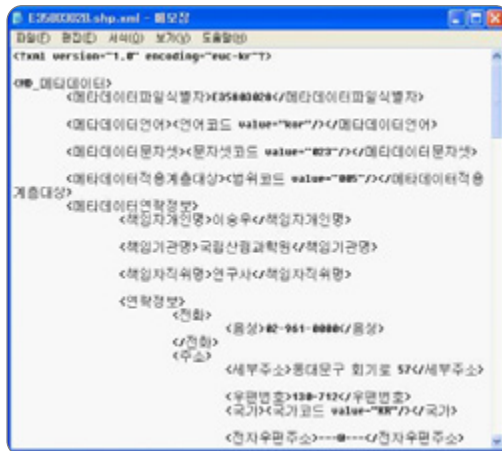 E35803028.shp.xml - 메모장
파일(F) 편집(E) 서식(O) 보기(V) 도움말(H)
<?xml version="1.0" encoding="euc-kr"?>
<MD_메타데이터>
<메타데이터파일식별자>E35803028</메타데이터파일식별자>
<메타데이터언어><언어코드 value="kor"/></메타데이터언어>
<메타데이터문자셋><문자셋코드 value="023"/></메타데이터문자셋>
<메타데이터적용계층대상><범위코드 value="005"/></메타데이터적용
계층대상>
<메타데이터연락정보>
<책임자개인명>이승우</책임자개인명>
<책임기관명>국립산림과학원</책임기관명>
<책임자직위명>연구사</책임자직위명>
<연락정보>
<전화>
<음성>02-961-0000</음성>
</전화>
<주소>
<세부주소>동대문구 회기로 57</세부주소>
<우편번호>130-712</우편번호>
<국가><국가코드 value="KR"/></국가>
<전자우편주소>---@---</전자우편주소>